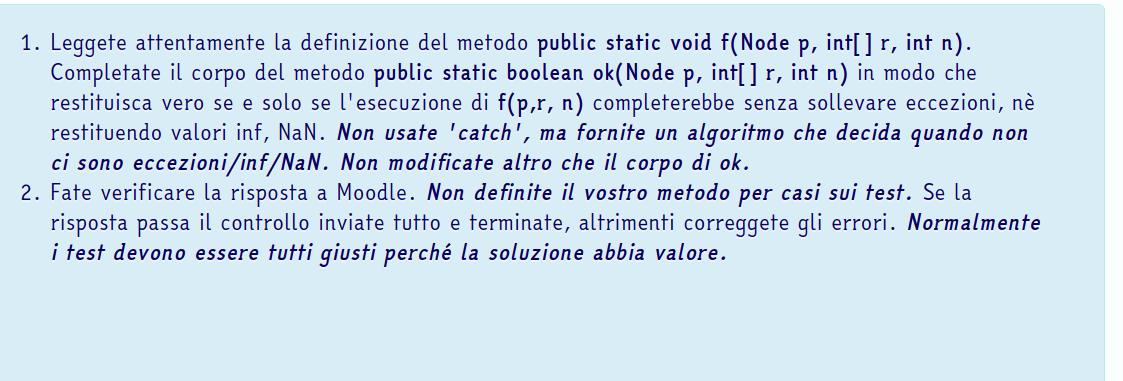 1. Leggete attentamente la definizione del metodo public static void f(Node p, int[] r, int n).
Completate il corpo del metodo public static boolean ok(Node p, int[] r, int n) in modo che
restituisca vero se e solo se l'esecuzione di f(p,r, n) completerebbe senza sollevare eccezioni, nè
restituendo valori inf, NaN. Non usate 'catch', ma fornite un algoritmo che decida quando non
ci sono eccezioni/inf/NaN. Non modificate altro che il corpo di ok.
2. Fate verificare la risposta a Moodle. Non definite il vostro metodo per casi sui test. Se la
risposta passa il controllo inviate tutto e terminate, altrimenti correggete gli errori. Normalmente
i test devono essere tutti giusti perché la soluzione abbia valore.